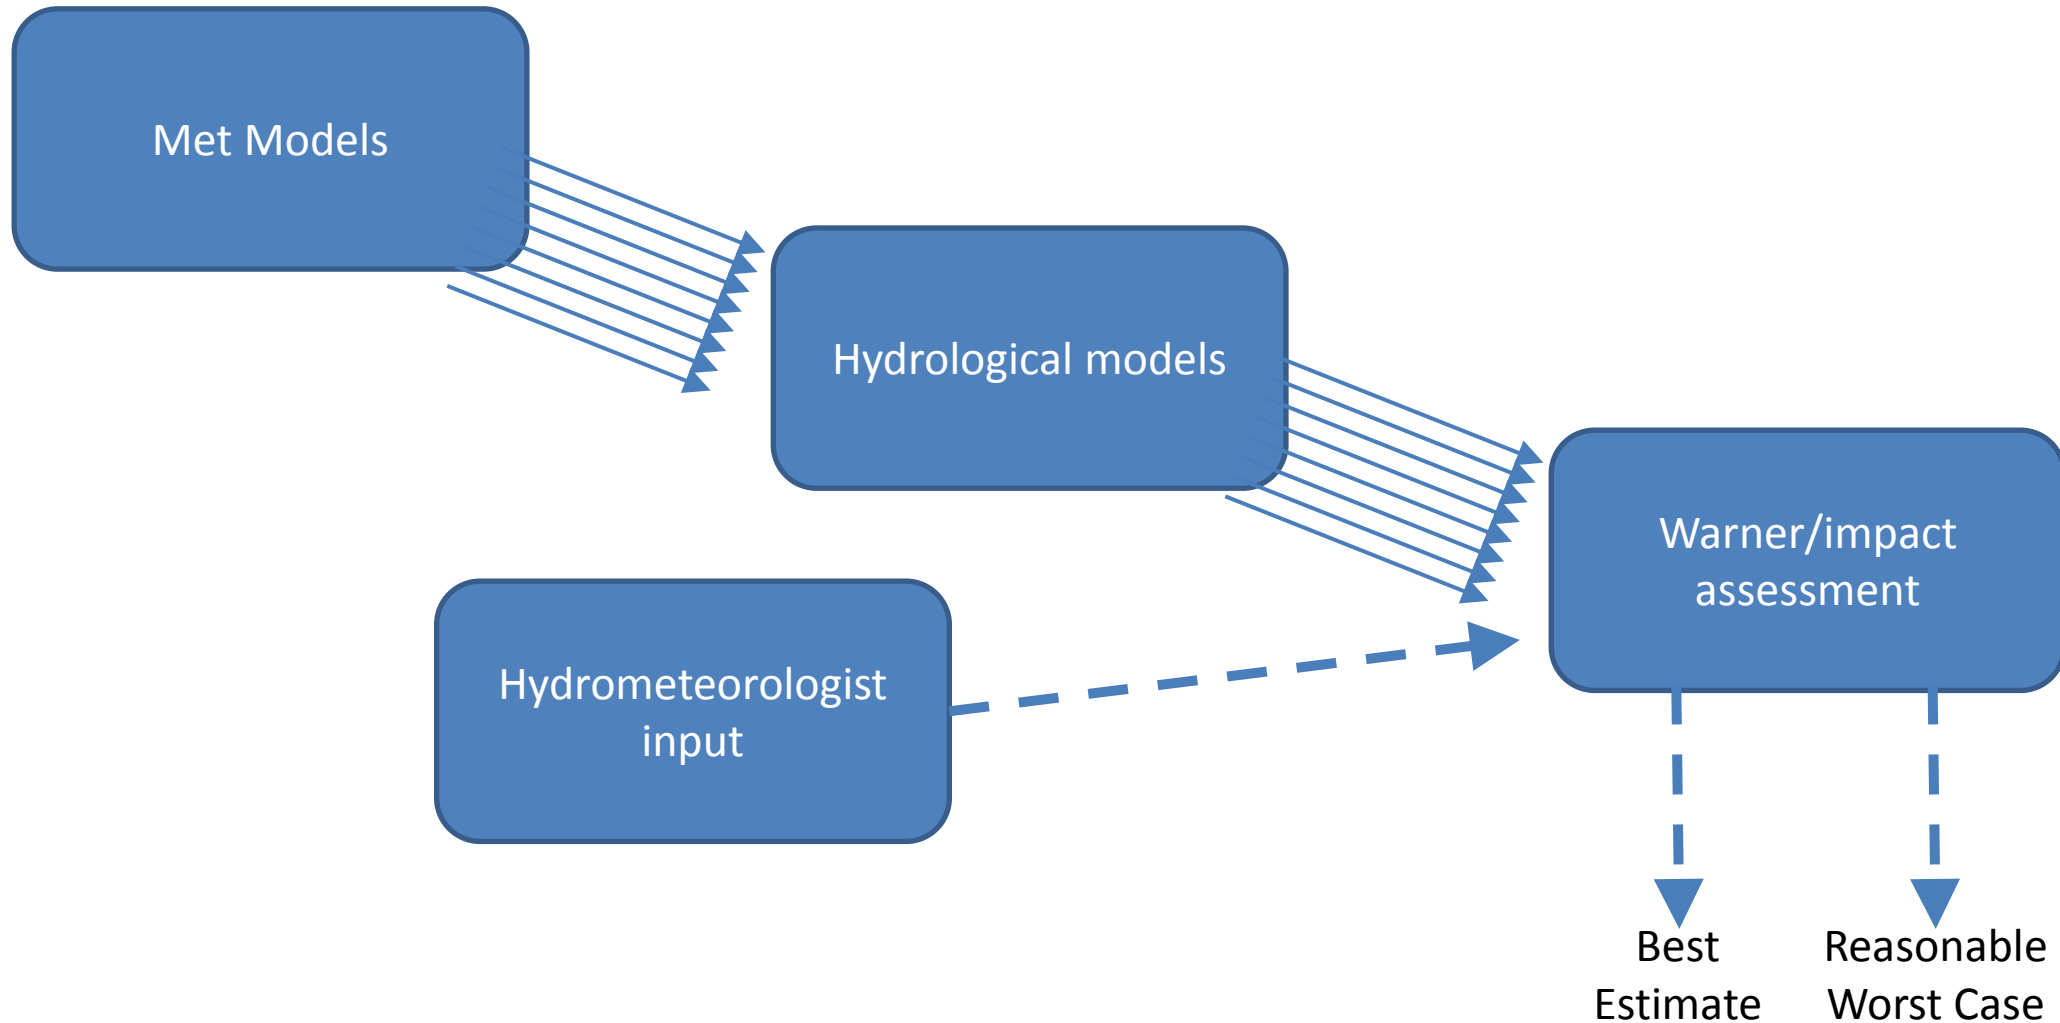 Met Models
Hydrological models
Warner/impact
assessment
Hydrometeorologist
input
Best
Estimate
Reasonable
Worst Case